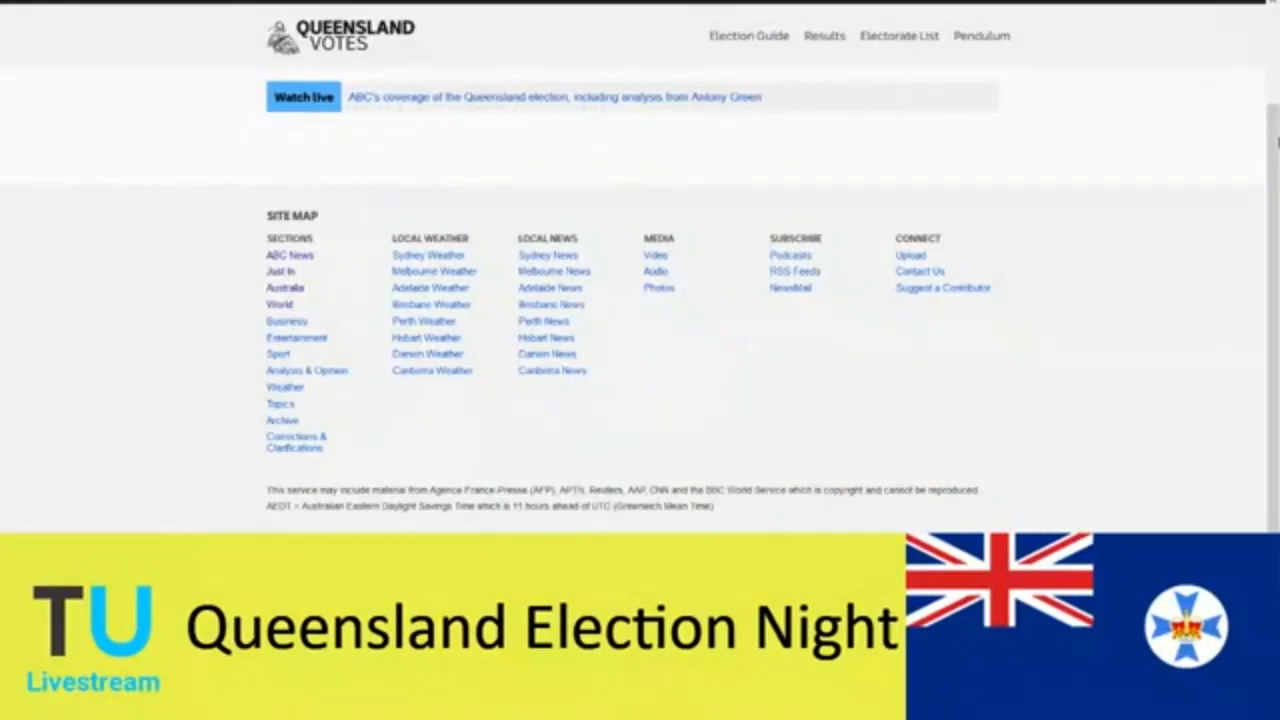 QUEENSLAND
VOTES
Election Guide Results Electorate List Pendulum
Watch live ABC's coverage of the Queensland election, including analysis from Antony Green
SITE MAP
SECTIONS
ABC News
Just In
Australia
World
Business
Entertainment
Sport
Analysis & Opinion
Weather
Topics
Archive
Corrections &
Clarifications
LOCAL WEATHER
Sydney Weather
Melbourne Weather
Adelaide Weather
Brisbane Weather
Perth Weather
Hobart Weather
Darwin Weather
Canberra Weather
LOCAL NEWS
Sydney News
Melbourne News
Adelaide News
Brisbane News
Perth News
Hobart News
Darwin News
Canberra News
MEDIA
Video
Audio
Photos
SUBSCRIBE
Podcasts
RSS Feeds
NewsMail
CONNECT
Upload
Contact Us
Suggest a Contributor
This service may include material from Agence France-Presse (AFP), APTN, Reuters, AAP, CNN and the BBC World Service which is copyright and cannot be reproduced.
AEDT = Australian Eastern Daylight Savings Time which is 11 hours ahead of UTC (Greenwich Mean Time)
TU
Livestream
Queensland Election Night